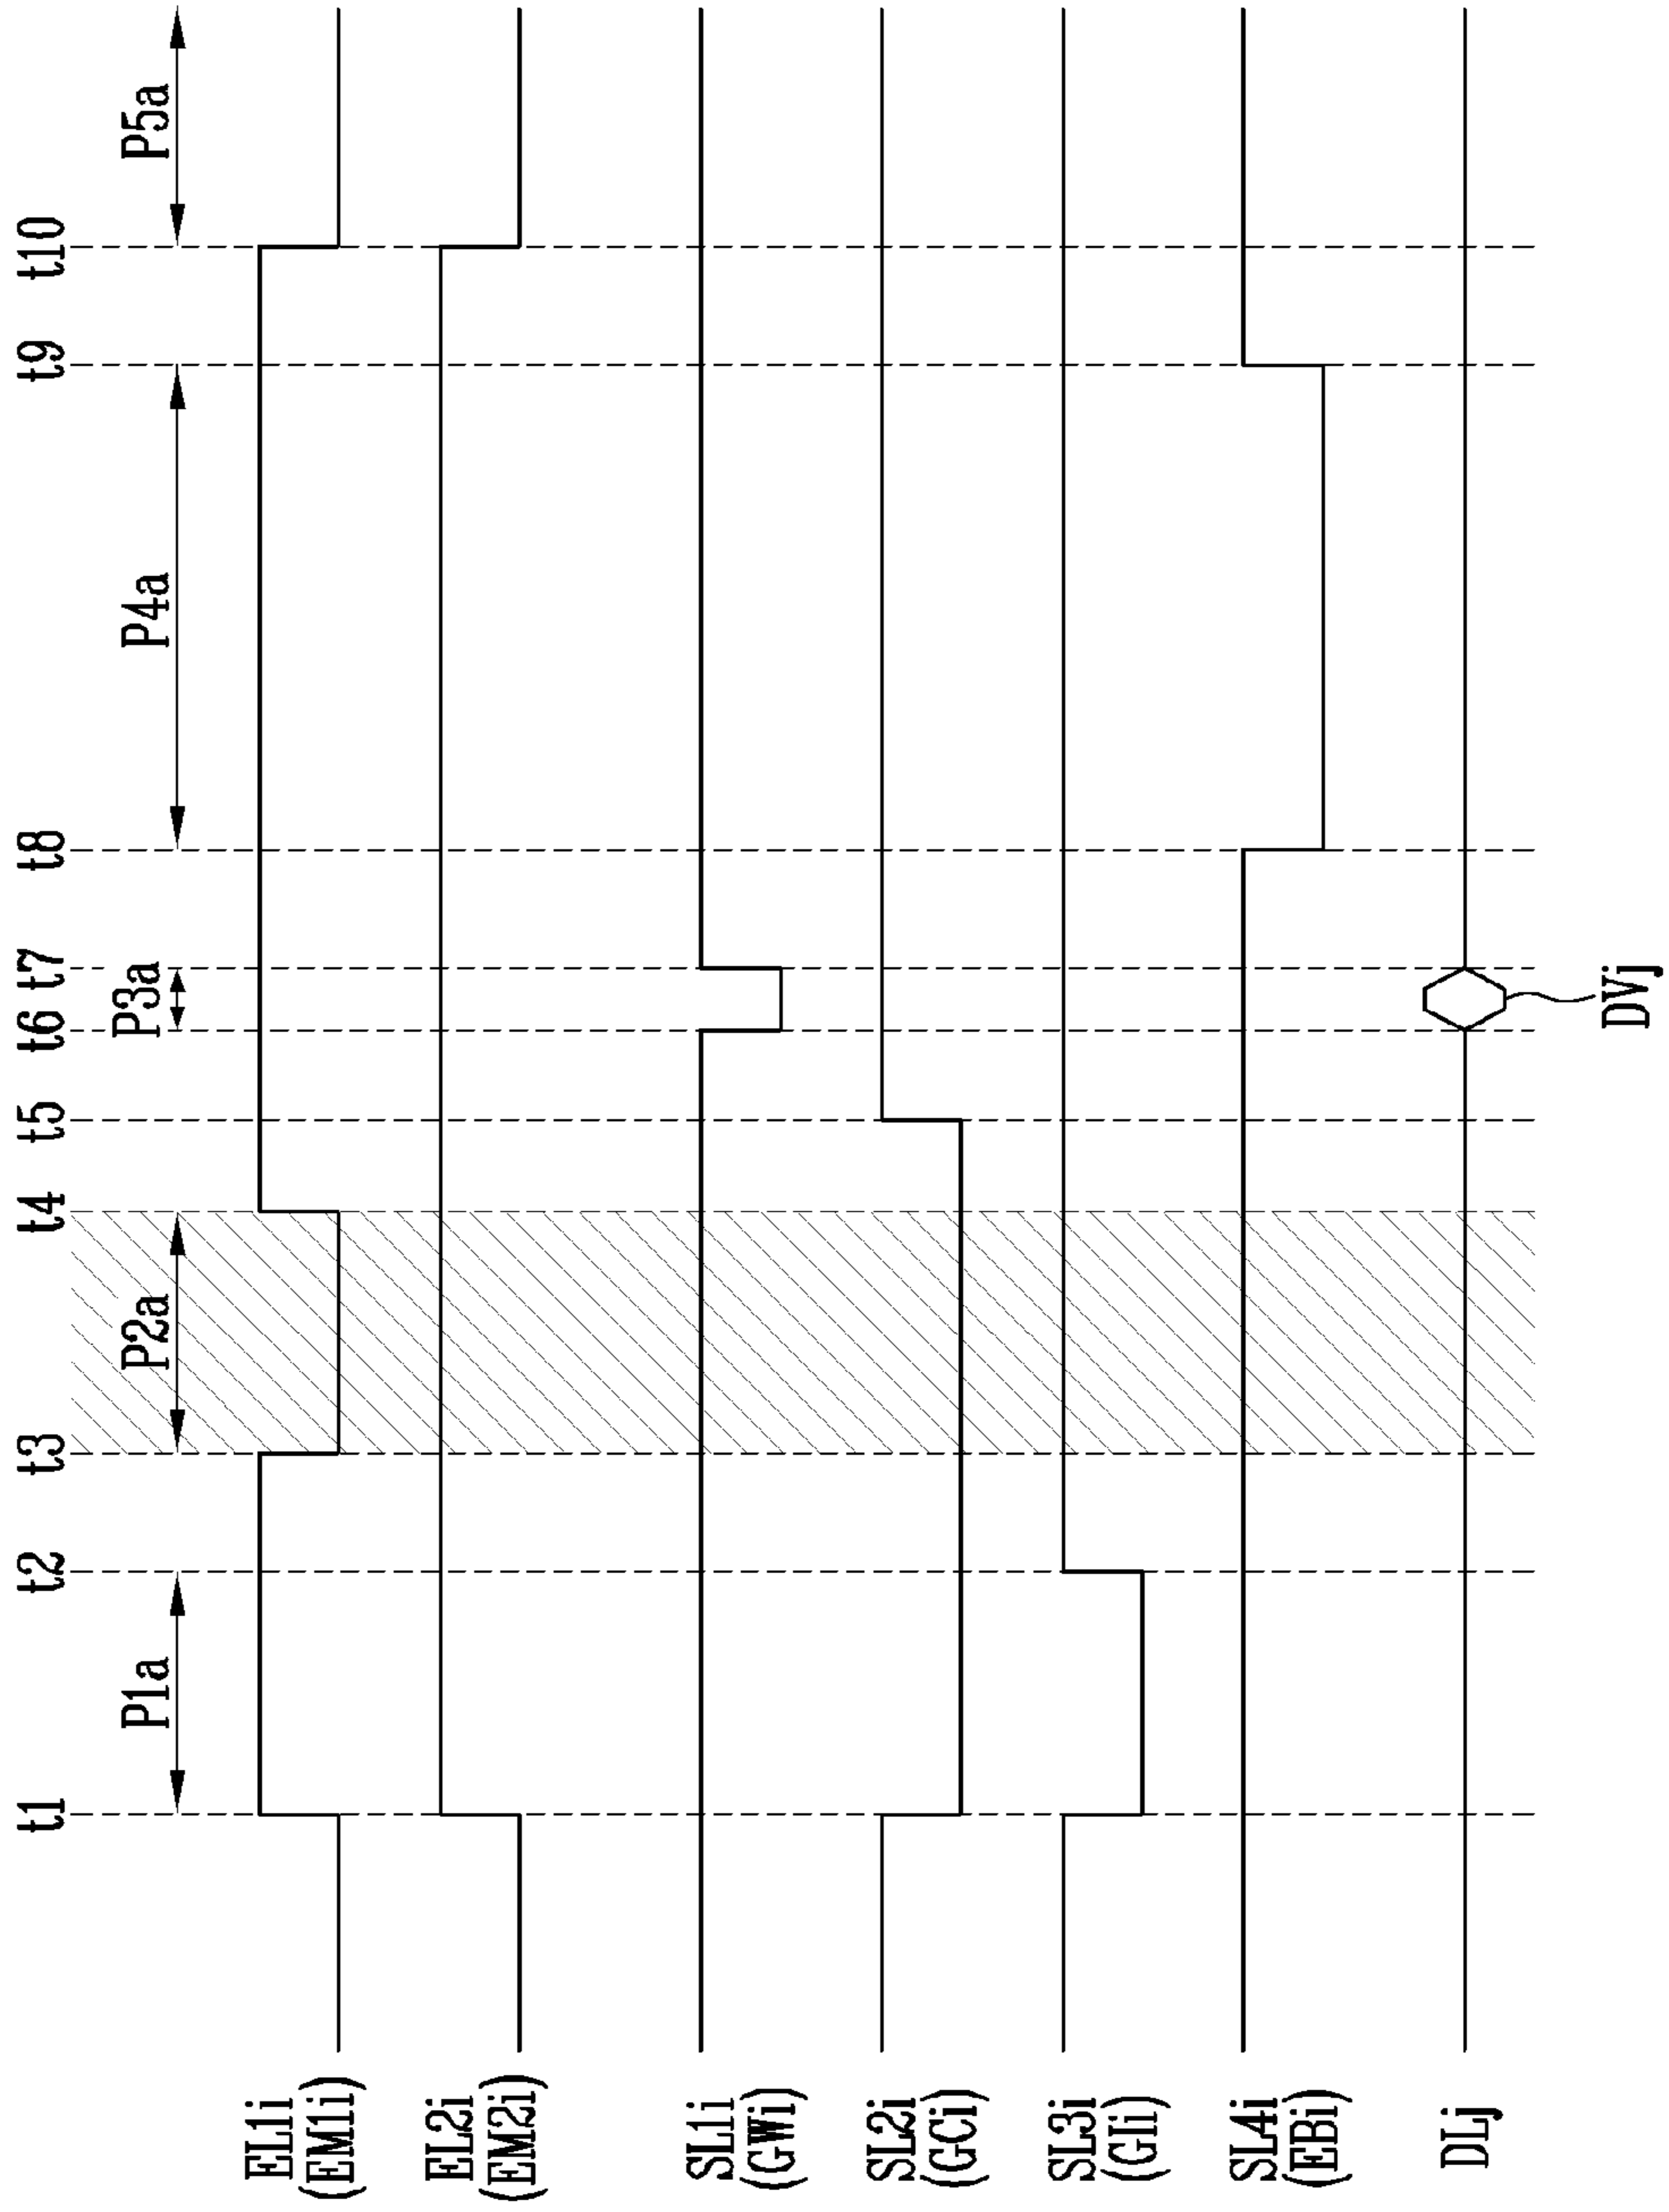 t1 t2 t3 t4 t5 t6 t7 t8 t9 t10
P1a P2a P3a P4a P5a
EL1i
(EM1i)
EL2i
(EM2i)
SL1i
(GWi)
SL2i
(GCi)
SL3i
(GIi)
SL4i
(EBi)
DLj
DVj